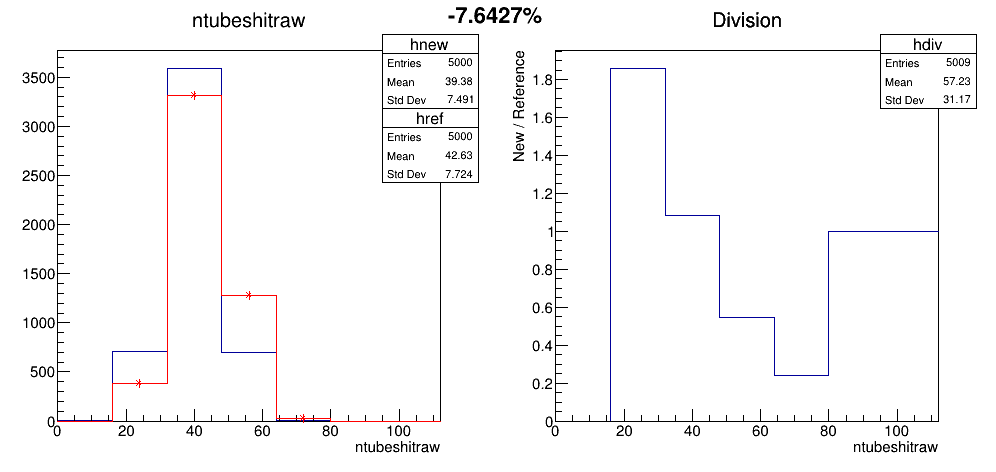 -7.6427%
ntubeshitraw
hnew
Entries 5000
Mean 39.38
Std Dev 7.491
href
Entries 5000
Mean 42.63
Std Dev 7.724
3500
3000
2500
2000
1500
1000
500
0
0 20 40 60 80 100
ntubeshitraw
Division
hdiv
Entries 5009
Mean 57.23
Std Dev 31.17
New / Reference
1.8
1.6
1.4
1.2
1
0.8
0.6
0.4
0.2
0
0 20 40 60 80 100
ntubeshitraw